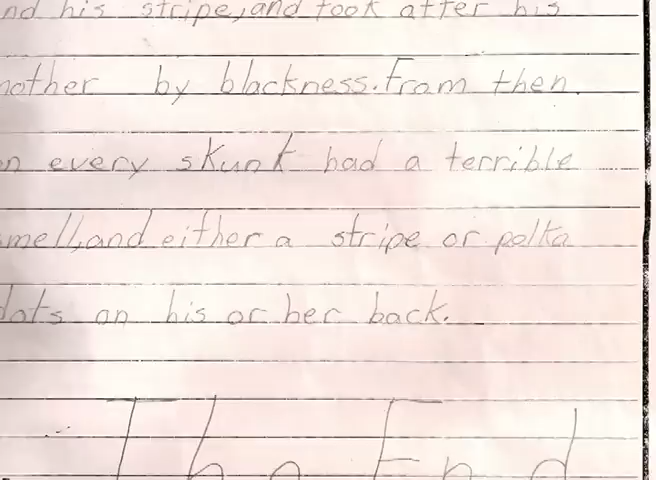 nd his stripe, and took after his
mother by blackness. From then
n every skunk had a terrible
smell, and either a stripe or polka
dots on his or her back.
The End